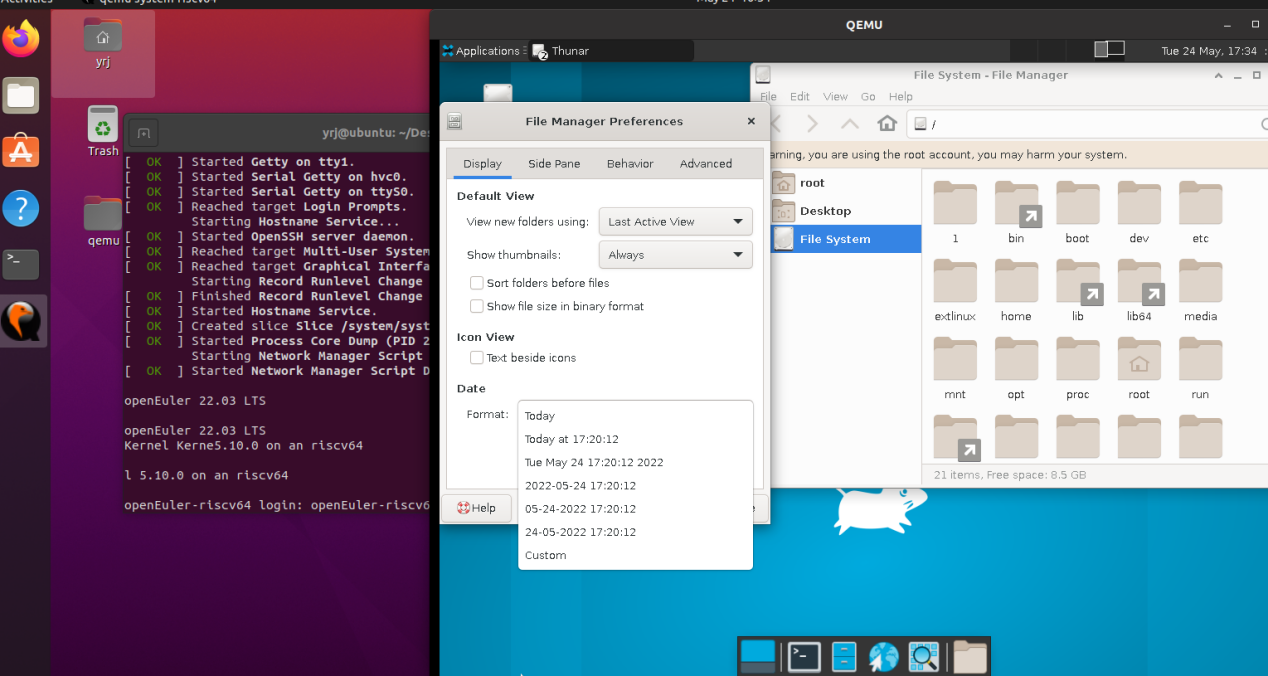 Activities
qemu-system-riscv64
May 24 10:34
QEMU
yrj
Trash
qemu
yrj@ubuntu: ~/Des
[ OK ] Started Getty on tty1.
[ OK ] Started Serial Getty on hvc0.
[ OK ] Started Serial Getty on ttyS0.
[ OK ] Reached target Login Prompts.
Starting Hostname Service...
[ OK ] Started OpenSSH server daemon.
[ OK ] Reached target Multi-User System
[ OK ] Reached target Graphical Interfa
Starting Record Runlevel Change
[ OK ] Finished Record Runlevel Change
[ OK ] Started Hostname Service.
[ OK ] Created slice Slice /system/syst
[ OK ] Started Process Core Dump (PID 2
Starting Network Manager Script
[ OK ] Started Network Manager Script D
openEuler 22.03 LTS
openEuler 22.03 LTS
Kernel Kerne5.10.0 on an riscv64
l 5.10.0 on an riscv64
openEuler-riscv64 login: openEuler-riscv6
Applications
2
Thunar
Tue 24 May, 17:34
File Manager Preferences
Display Side Pane Behavior Advanced
Default View
View new folders using: Last Active View
Show thumbnails: Always
Sort folders before files
Show file size in binary format
Icon View
Text beside icons
Date
Format:
Today
Today at 17:20:12
Tue May 24 17:20:12 2022
2022-05-24 17:20:12
05-24-2022 17:20:12
24-05-2022 17:20:12
Custom
Help
File System - File Manager
File Edit View Go Help
/
arning, you are using the root account, you may harm your system.
root
Desktop
File System
1 bin boot dev etc
extlinux home lib lib64 media
mnt opt proc root run
21 items, Free space: 8.5 GB